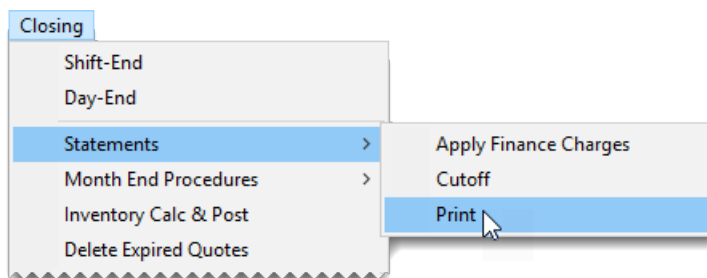 Closing
Shift-End
Day-End
Statements
Month End Procedures
Inventory Calc & Post
Delete Expired Quotes
Apply Finance Charges
Cutoff
Print